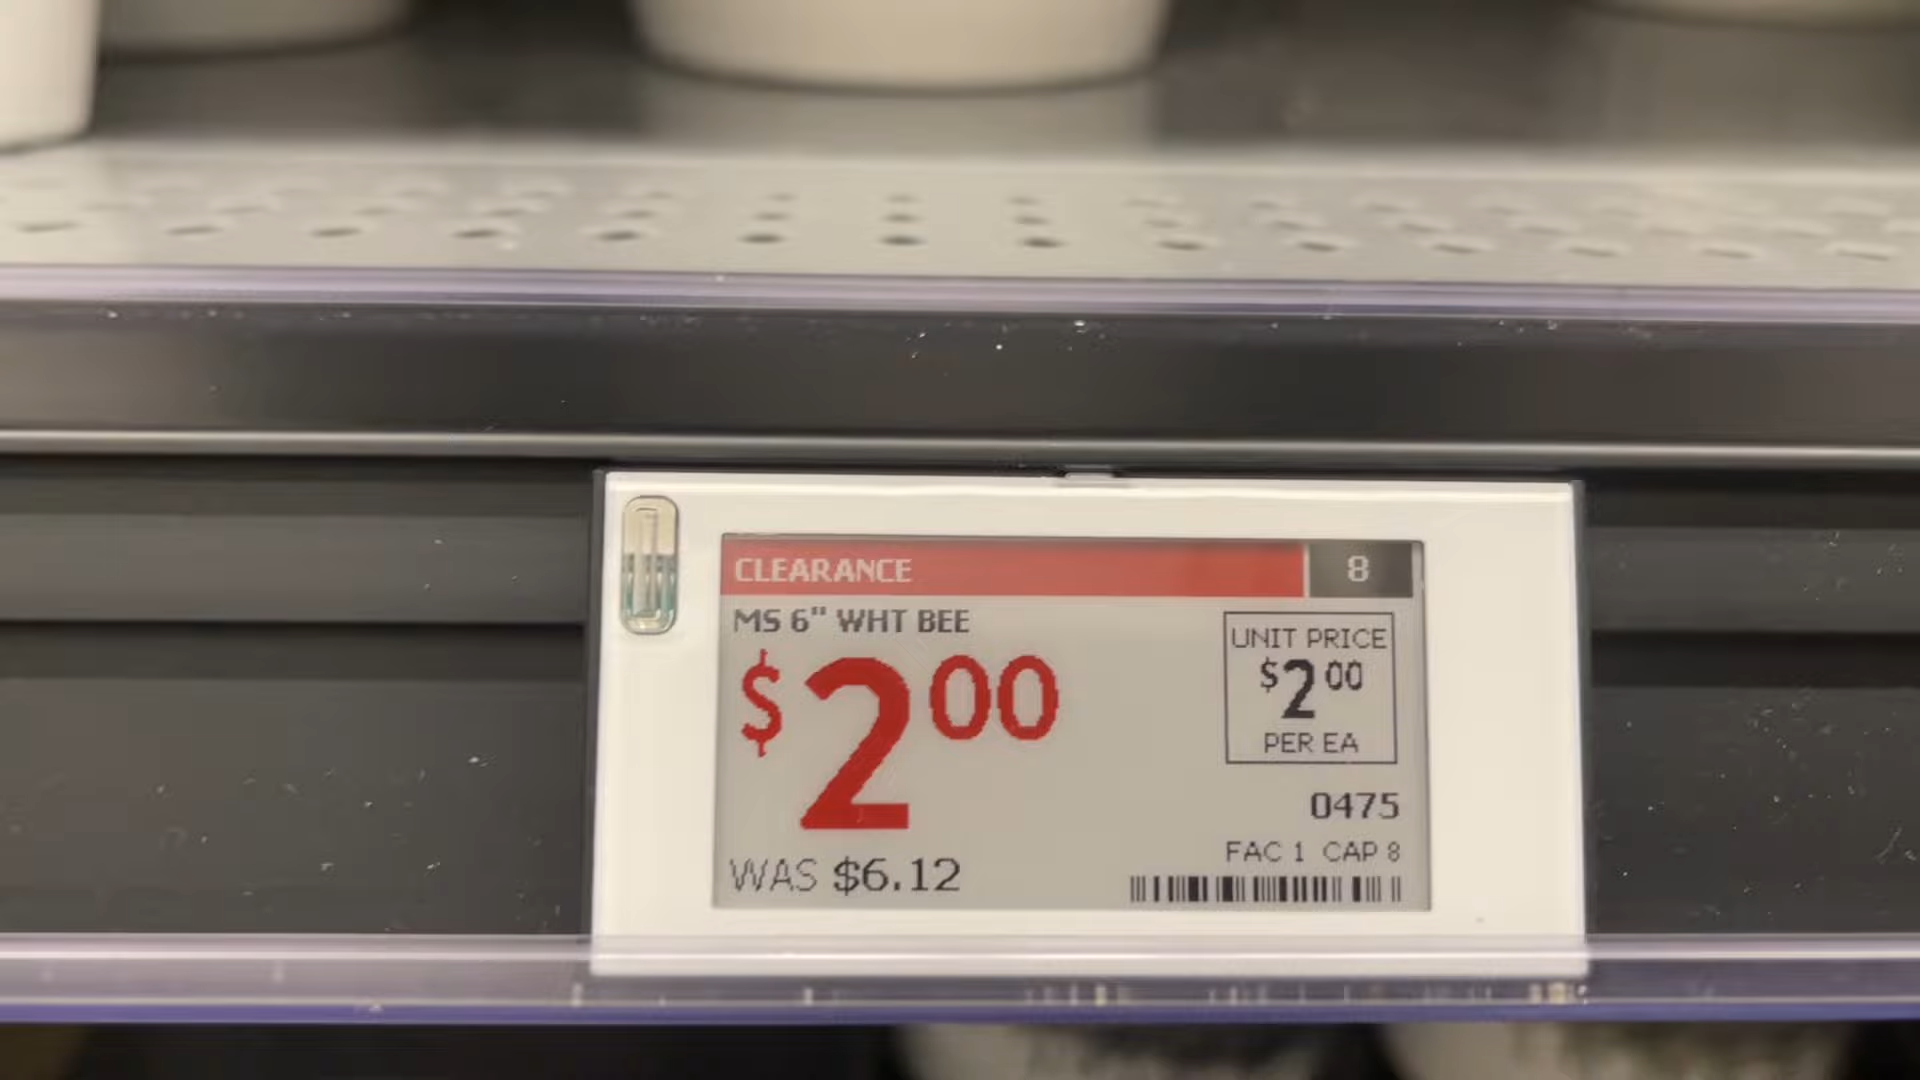 CLEARANCE 8
MS 6" WHT BEE
$2.00
UNIT PRICE
$2.00
PER EA
0475
FAC 1 CAP 8
WAS $6.12